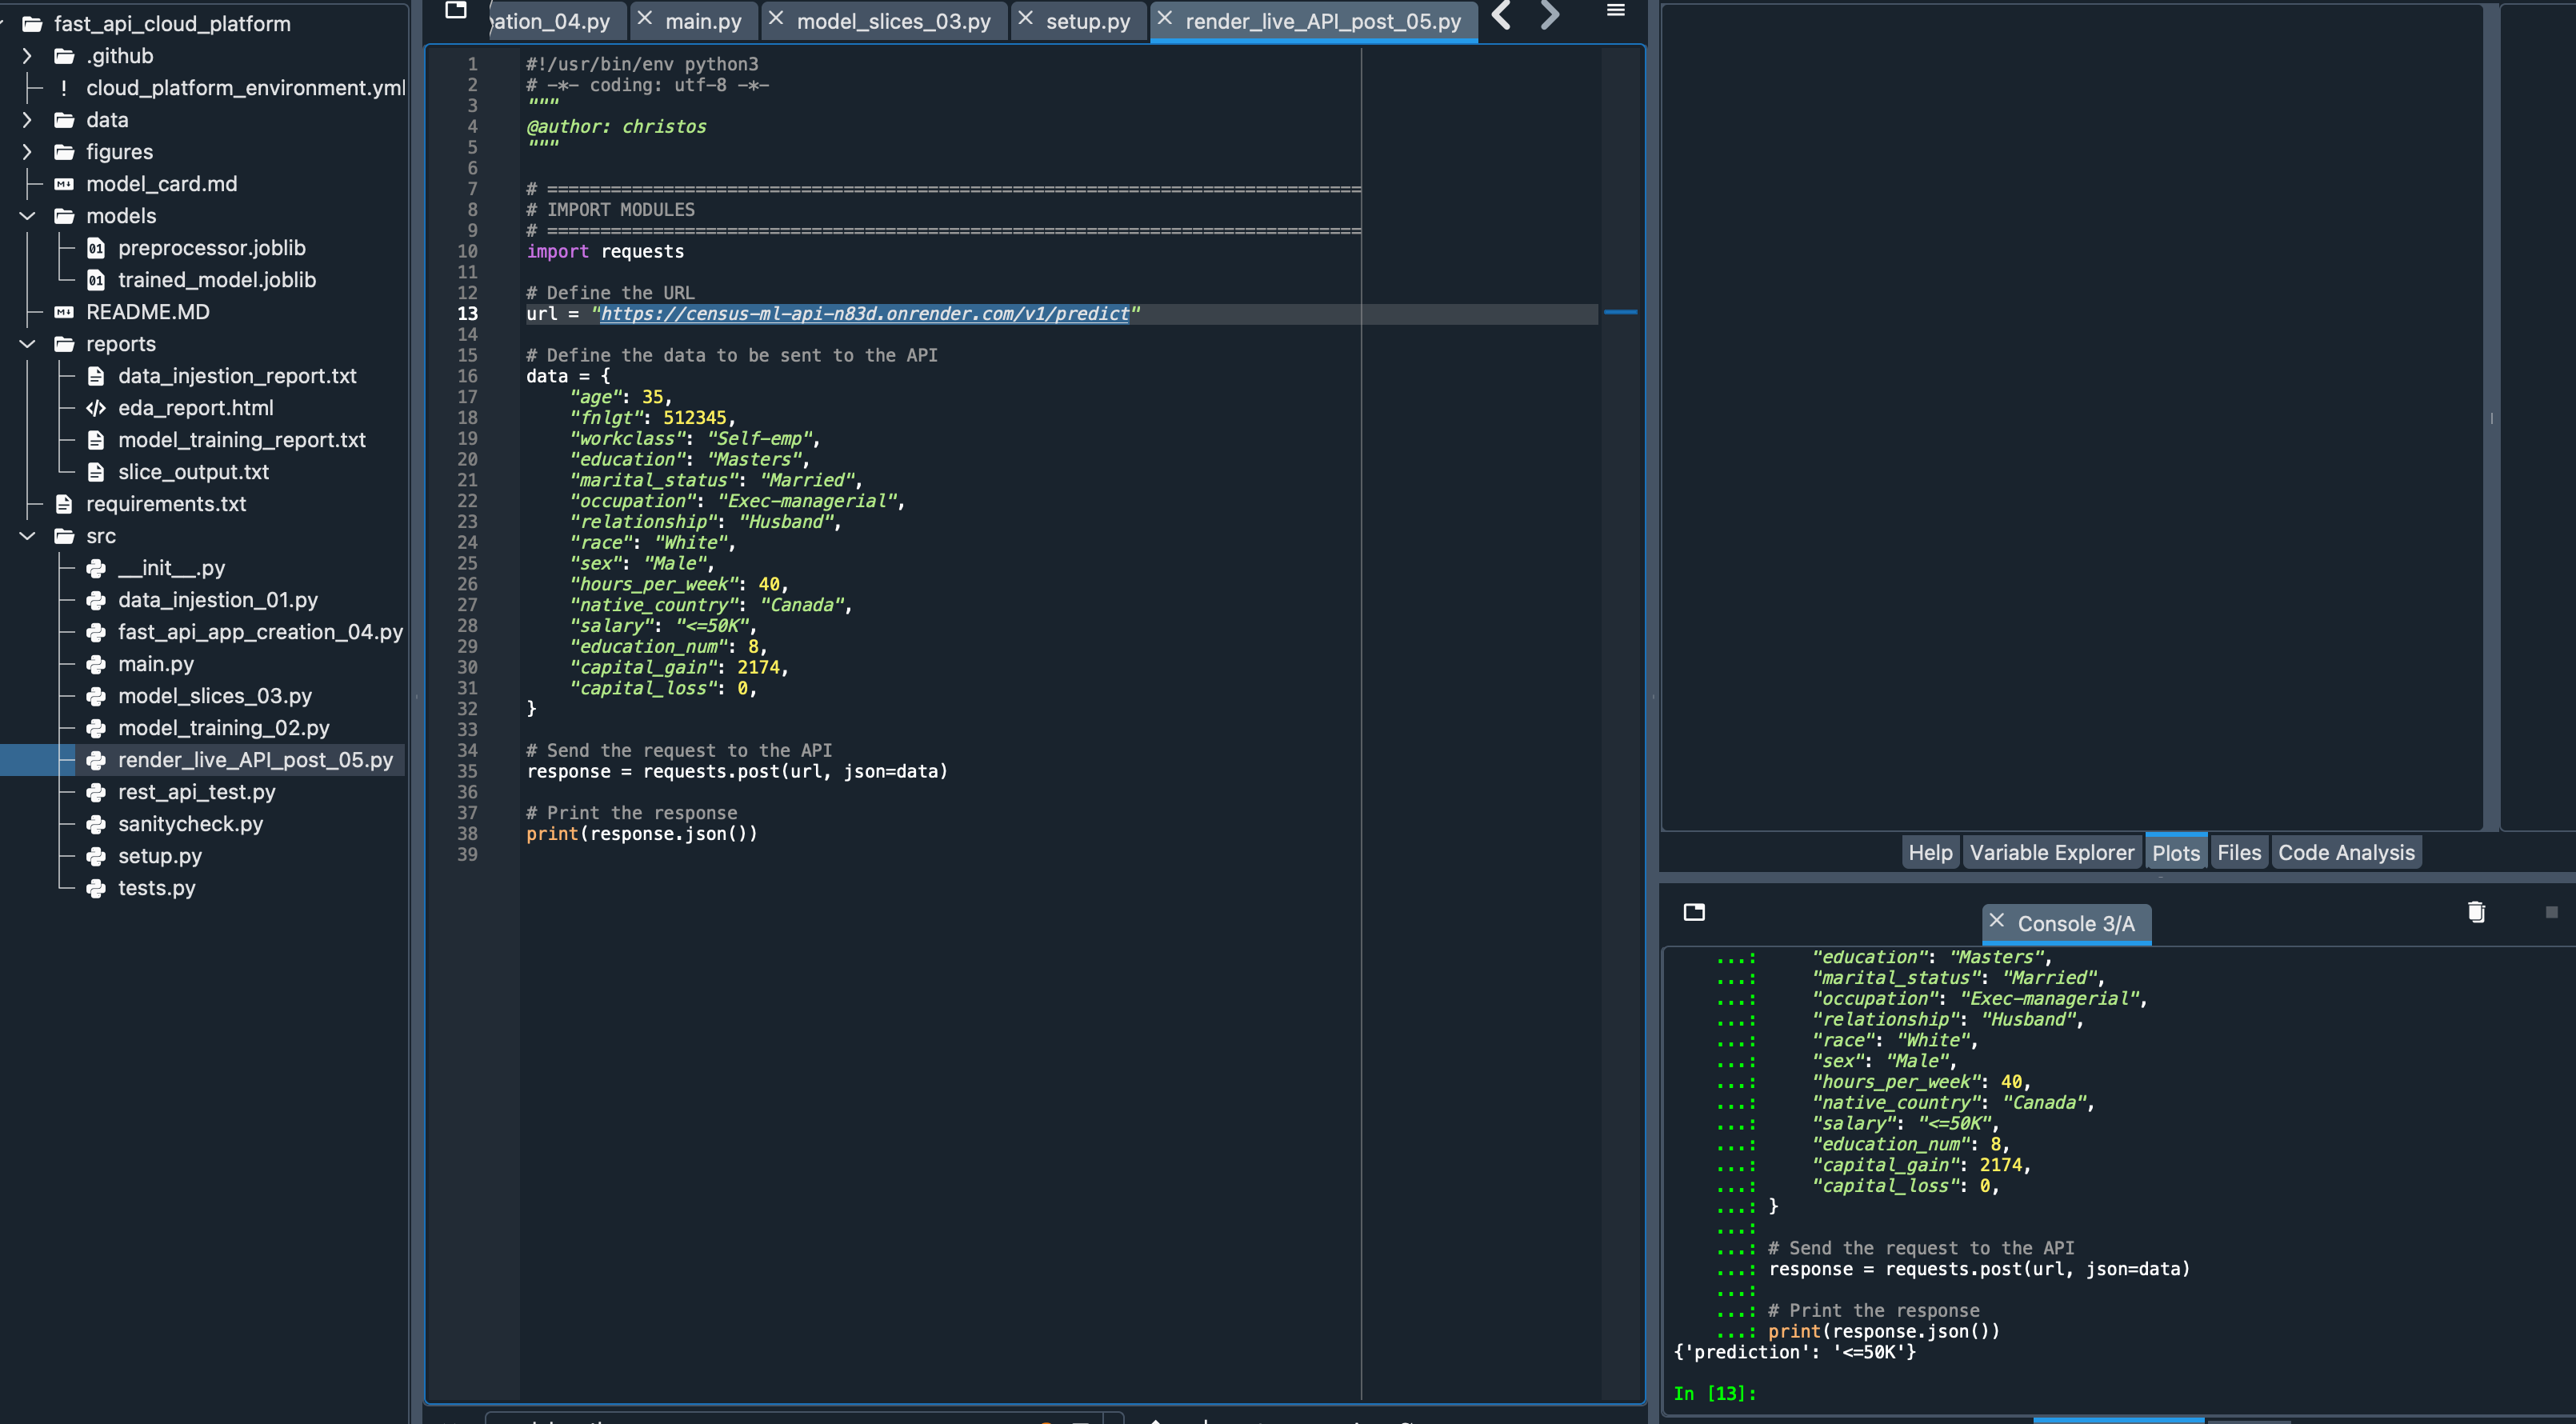 fast_api_cloud_platform
.github
! cloud_platform_environment.yml
data
figures
model_card.md
models
preprocessor.joblib
trained_model.joblib
README.MD
reports
data_injestion_report.txt
eda_report.html
model_training_report.txt
slice_output.txt
requirements.txt
src
__init__.py
data_injestion_01.py
fast_api_app_creation_04.py
main.py
model_slices_03.py
model_training_02.py
render_live_API_post_05.py
rest_api_test.py
sanitycheck.py
setup.py
tests.py
ation_04.py main.py model_slices_03.py setup.py render_live_API_post_05.py
1 #!/usr/bin/env python3
2 # -*- coding: utf-8 -*-
3 """
4 @author: christos
5 """
6
7 # =============================================================================
8 # IMPORT MODULES
9 # =============================================================================
10 import requests
11
12 # Define the URL
13 url = "https://census-ml-api-n83d.onrender.com/v1/predict"
14
15 # Define the data to be sent to the API
16 data = {
17 "age": 35,
18 "fnlgt": 512345,
19 "workclass": "Self-emp",
20 "education": "Masters",
21 "marital_status": "Married",
22 "occupation": "Exec-managerial",
23 "relationship": "Husband",
24 "race": "White",
25 "sex": "Male",
26 "hours_per_week": 40,
27 "native_country": "Canada",
28 "salary": "<=50K",
29 "education_num": 8,
30 "capital_gain": 2174,
31 "capital_loss": 0,
32 }
33
34 # Send the request to the API
35 response = requests.post(url, json=data)
36
37 # Print the response
38 print(response.json())
39
Help Variable Explorer Plots Files Code Analysis
Console 3/A
...: "education": "Masters",
...: "marital_status": "Married",
...: "occupation": "Exec-managerial",
...: "relationship": "Husband",
...: "race": "White",
...: "sex": "Male",
...: "hours_per_week": 40,
...: "native_country": "Canada",
...: "salary": "<=50K",
...: "education_num": 8,
...: "capital_gain": 2174,
...: "capital_loss": 0,
...: }
...:
...: # Send the request to the API
...: response = requests.post(url, json=data)
...:
...: # Print the response
...: print(response.json())
{'prediction': '<=50K'}
In [13]: